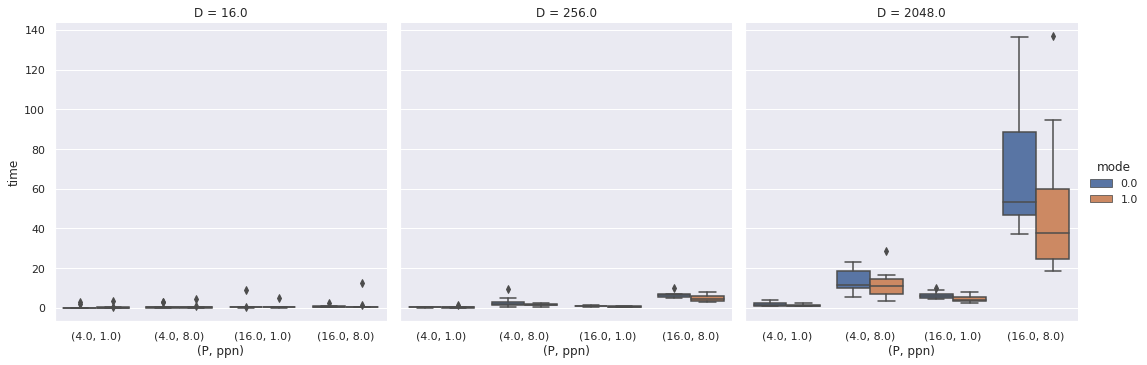 D = 16.0
D = 256.0
D = 2048.0
140
120
100
80
60
40
20
0
time
(4.0, 1.0) (4.0, 8.0) (16.0, 1.0) (16.0, 8.0)
(P, ppn)
(4.0, 1.0) (4.0, 8.0) (16.0, 1.0) (16.0, 8.0)
(P, ppn)
(4.0, 1.0) (4.0, 8.0) (16.0, 1.0) (16.0, 8.0)
(P, ppn)
mode
0.0
1.0